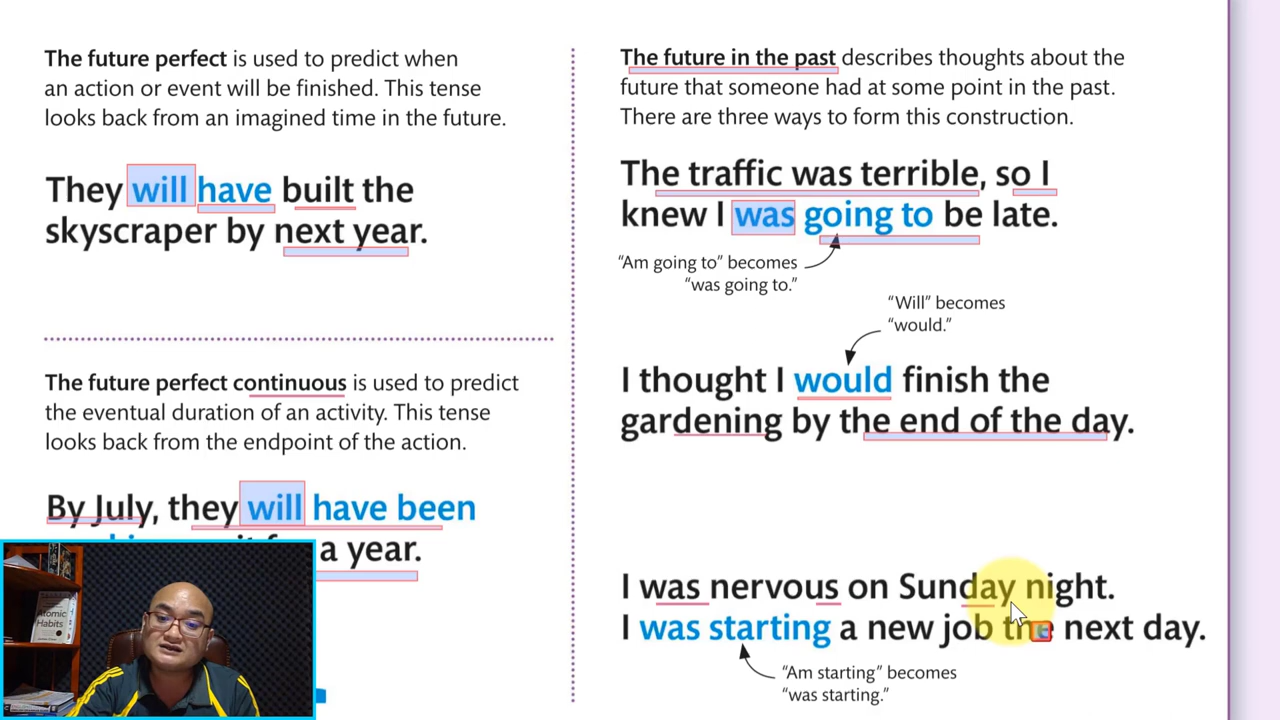 The future perfect is used to predict when
an action or event will be finished. This tense
looks back from an imagined time in the future.
They will have built the
skyscraper by next year.
The future perfect continuous is used to predict
the eventual duration of an activity. This tense
looks back from the endpoint of the action.
By July, they will have been
a year.
The future in the past describes thoughts about the
future that someone had at some point in the past.
There are three ways to form this construction.
The traffic was terrible, so I
knew I was going to be late.
“Am going to” becomes
“was going to.”
“Will” becomes
“would.”
I thought I would finish the
gardening by the end of the day.
I was nervous on Sunday night.
I was starting a new job the next day.
“Am starting” becomes
“was starting.”
Atomic
Habits